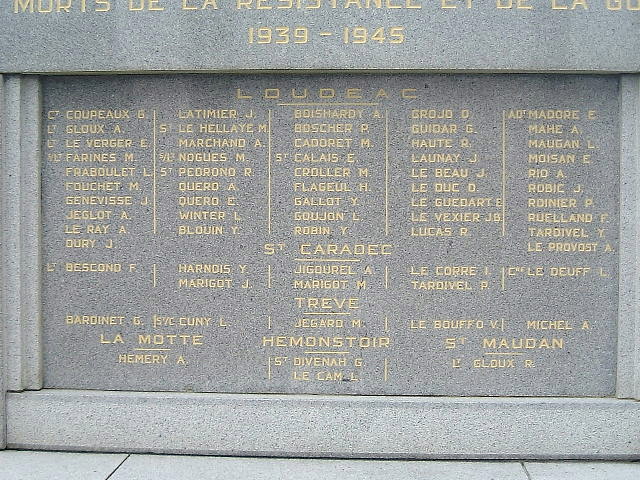 MORTS DE LA RESISTANCE ET DE LA
1939 - 1945
LOUDEAC
Cᵗ COUPEAUX G.
Lᵗ GLOUX A.
Lᵗ LE VERGER E.
S/Lᵗ FARINES M.
FRABOULET L.
FOUCHET M.
GENEVISSE J.
JEGLOT A.
LE RAY A.
OURY J.
LATIMIER J.
Sᵗ LE HELLAYE M.
MARCHAND A.
S/Lᵗ NOGUES M.
Sᵗ PEDRONO R.
QUERO A.
QUERO E.
WINTER L.
BLOUIN Y.
BOISHARDY A.
BOSCHER P.
CADORET M.
Sᵗ CALAIS E.
CROLLER M.
FLAGEUL H.
GALLOT Y.
GOUJON L.
ROBIN Y.
GROJO O.
GUIDAR G.
HAUTE R.
LAUNAY J.
LE BEAU J.
LE DUC D.
LE GUEDART E.
LE VEXIER J.B.
LUCAS R.
ADᵗ MADORE E.
MAHE A.
MAUGAN L.
MOISAN E.
RIO A.
ROBIC J.
ROINIER P.
RUELLAND F.
TARDIVEL Y.
LE PROVOST A.
Sᵗ CARADEC
Lᵗ BESCOND F.
HARNOIS Y.
MARIGOT J.
JIGOUREL A.
MARIGOT M.
LE CORRE I.
TARDIVEL P.
LE DEUFF L.
TREVE
BARDINET G.
S/C CUNY L.
JEGARD M.
LE BOUFFO V.
MICHEL A.
LA MOTTE
HEMERY A.
HEMONSTOIR
Sᵗ DIVENAH G.
LE CAM L.
Sᵗ MAUDAN
Lᵗ GLOUX R.